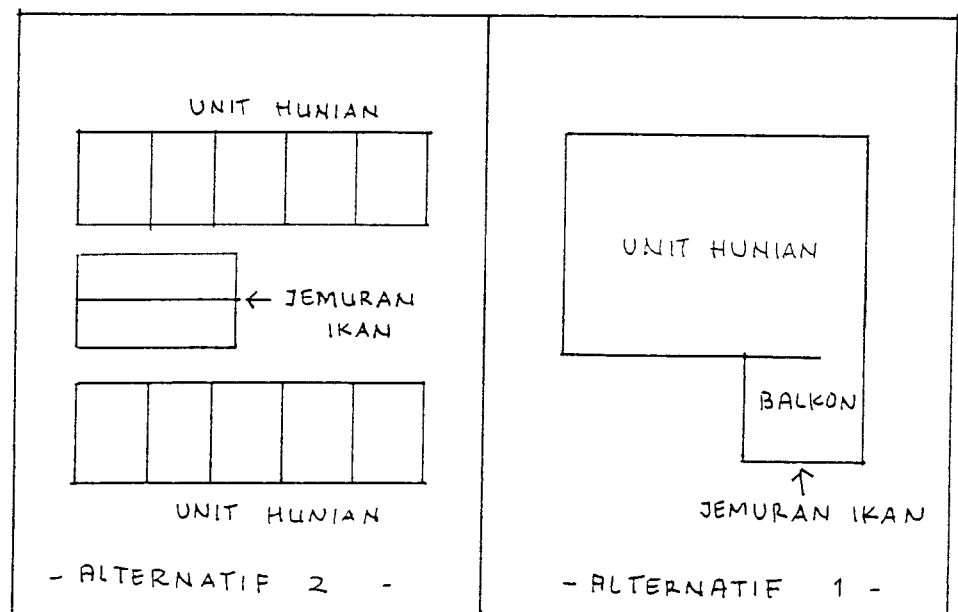 UNIT HUNIAN
← JEMURAN
IKAN
UNIT HUNIAN
- ALTERNATIF 2 -
UNIT HUNIAN
BALKON
JEMURAN IKAN
- ALTERNATIF 1 -